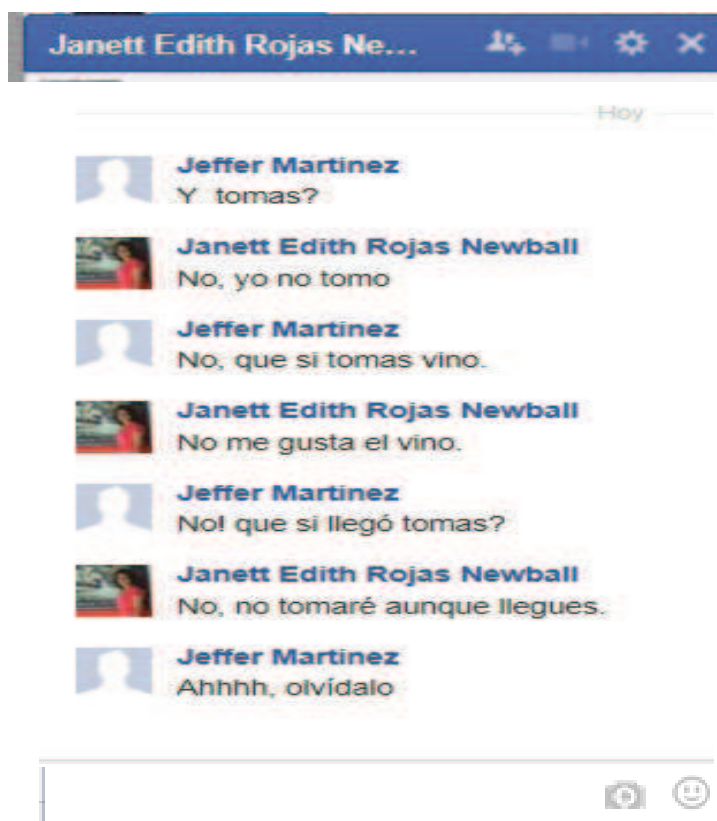 Janett Edith Rojas Ne...
Hoy
Jeffer Martinez
Y tomas?
Janett Edith Rojas Newball
No, yo no tomo
Jeffer Martinez
No, que si tomas vino.
Janett Edith Rojas Newball
No me gusta el vino.
Jeffer Martinez
No! que si llegó tomas?
Janett Edith Rojas Newball
No, no tomaré aunque llegues.
Jeffer Martinez
Ahhhh, olvídalo